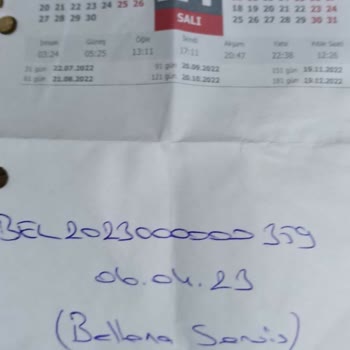 20 21 22 23 24 25 26
27 28 29 30
SALI
18 19 20 21 22 23 24
25 26 27 28 29 30 31
İmsak Güneş Öğle İkindi Akşam Yatsı Kıble Saati
03:24 05:25 13:11 17:11 20:47 22:38 12:26
31 gün 22.07.2022 91 gün 20.09.2022 151 gün 19.11.2022
61 gün 21.08.2022 121 gün 20.10.2022 181 gün 19.12.2022
BEL2023000000359
06.04.23
(Bellona Servis)